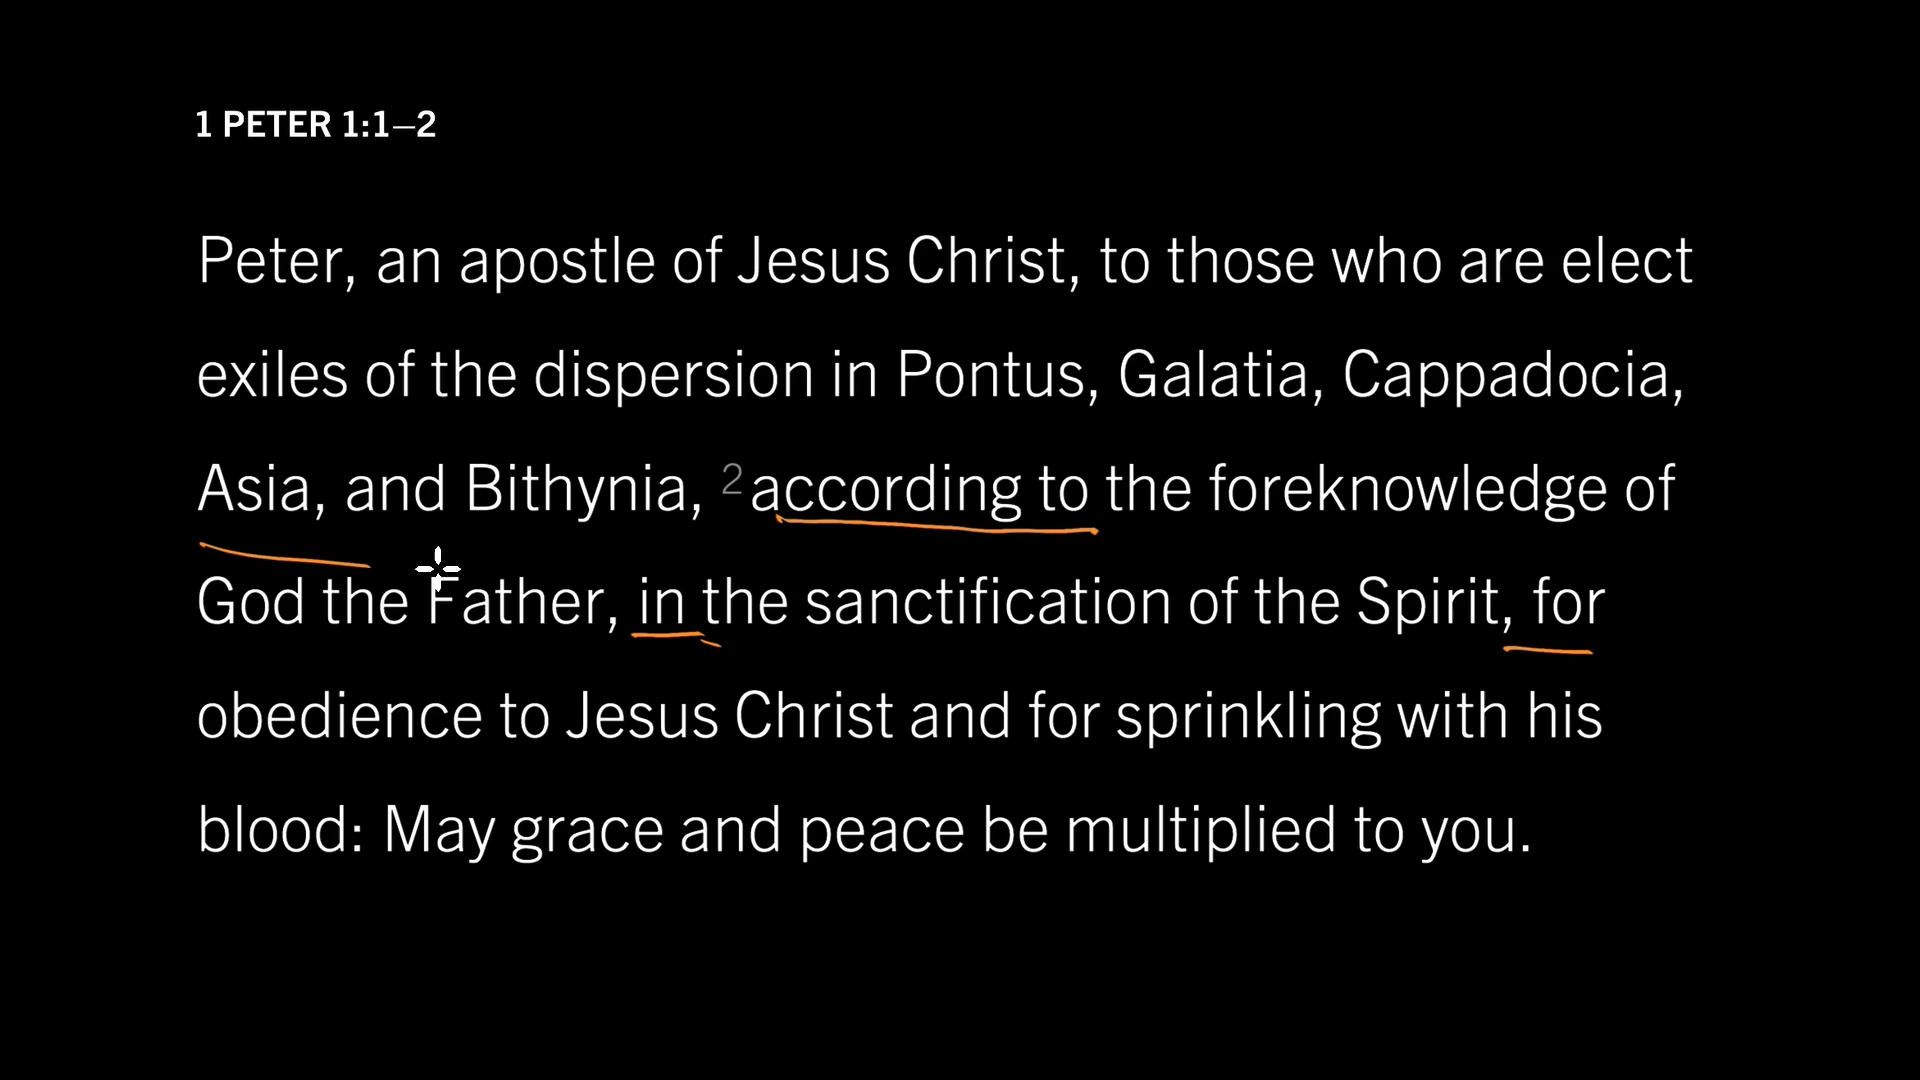 1 PETER 1:1–2
Peter, an apostle of Jesus Christ, to those who are elect
exiles of the dispersion in Pontus, Galatia, Cappadocia,
Asia, and Bithynia, 2 according to the foreknowledge of
God the Father, in the sanctification of the Spirit, for
obedience to Jesus Christ and for sprinkling with his
blood: May grace and peace be multiplied to you.